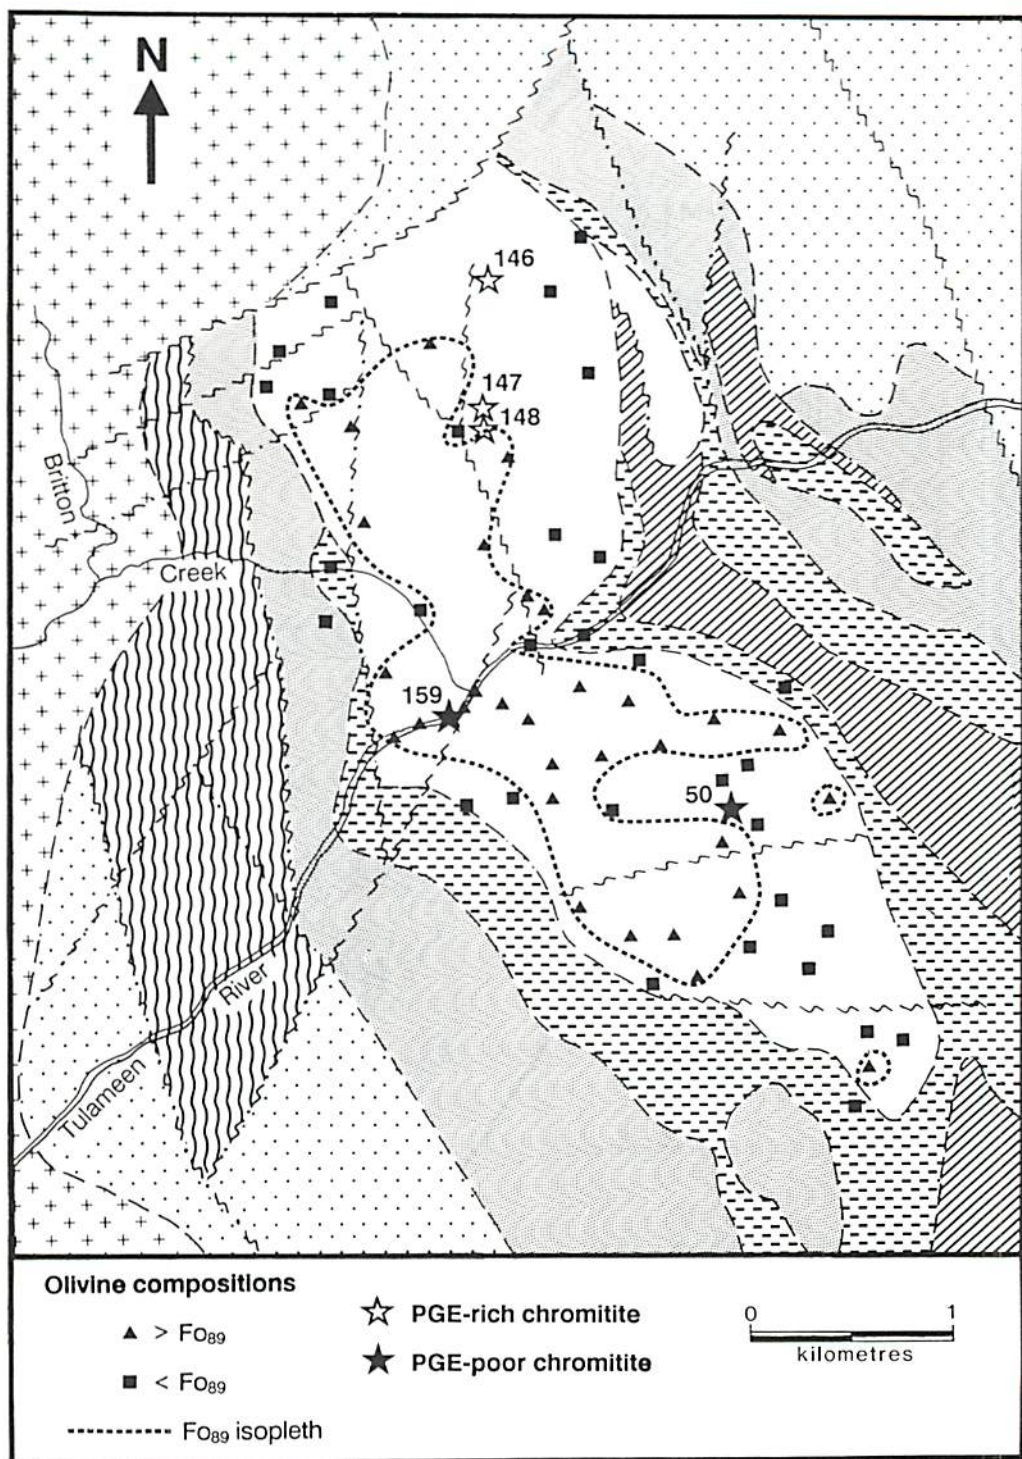 N
146
147
148
Britton
Creek
159
50
River
Tulameen
Olivine compositions
> Fo89
< Fo89
Fo89 isopleth
PGE-rich chromitite
PGE-poor chromitite
0 1
kilometres